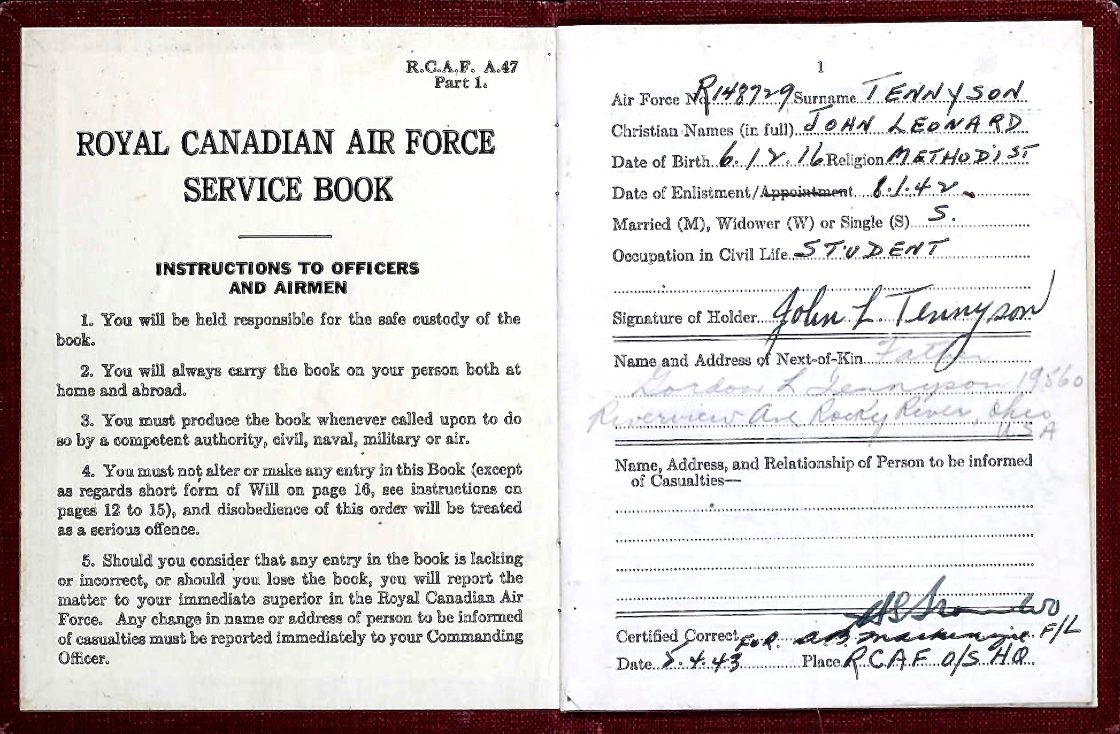 R.C.A.F. A.47
Part 1.
ROYAL CANADIAN AIR FORCE
SERVICE BOOK
INSTRUCTIONS TO OFFICERS
AND AIRMEN
1. You will be held responsible for the safe custody of the
book.
2. You will always carry the book on your person both at
home and abroad.
3. You must produce the book whenever called upon to do
so by a competent authority, civil, naval, military or air.
4. You must not alter or make any entry in this Book (except
as regards short form of Will on page 16, see instructions on
pages 12 to 15), and disobedience of this order will be treated
as a serious offence.
5. Should you consider that any entry in the book is lacking
or incorrect, or should you lose the book, you will report the
matter to your immediate superior in the Royal Canadian Air
Force. Any change in name or address of person to be informed
of casualties must be reported immediately to your Commanding
Officer.
1
Air Force No. R148729 Surname TENNYSON
Christian Names (in full) JOHN LEONARD
Date of Birth 6.12.16 Religion METHODIST
Date of Enlistment/Appointment 8.1.42
Married (M), Widower (W) or Single (S) S.
Occupation in Civil Life STUDENT
Signature of Holder John L. Tennyson
Name and Address of Next-of-Kin Father
Gordon L Tennyson 19560
Riverview Ave Rocky River, Ohio
USA
Name, Address, and Relationship of Person to be informed
of Casualties—
Certified Correct FOR F/L
Date .4.43 Place RCAF O/S HQ